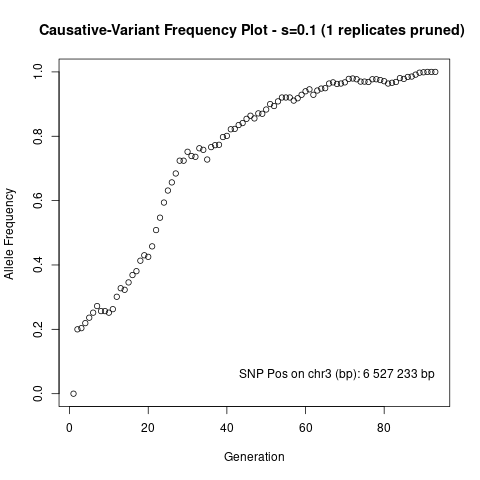 Causative-Variant Frequency Plot - s=0.1 (1 replicates pruned)
Allele Frequency
1.0
0.8
0.6
0.4
0.2
0.0
SNP Pos on chr3 (bp): 6 527 233 bp
0 20 40 60 80
Generation